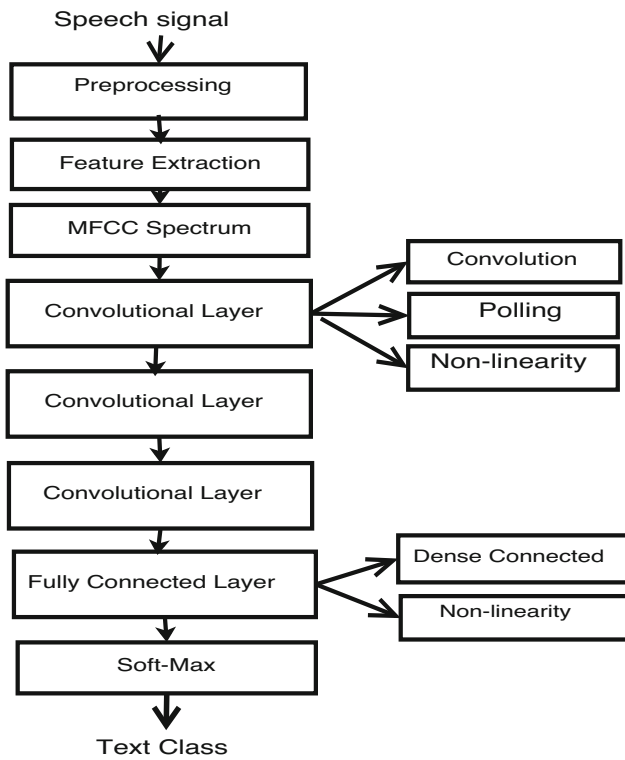 Speech signal
Preprocessing
Feature Extraction
MFCC Spectrum
Convolutional Layer
Convolution
Polling
Non-linearity
Convolutional Layer
Convolutional Layer
Fully Connected Layer
Dense Connected
Non-linearity
Soft-Max
Text Class